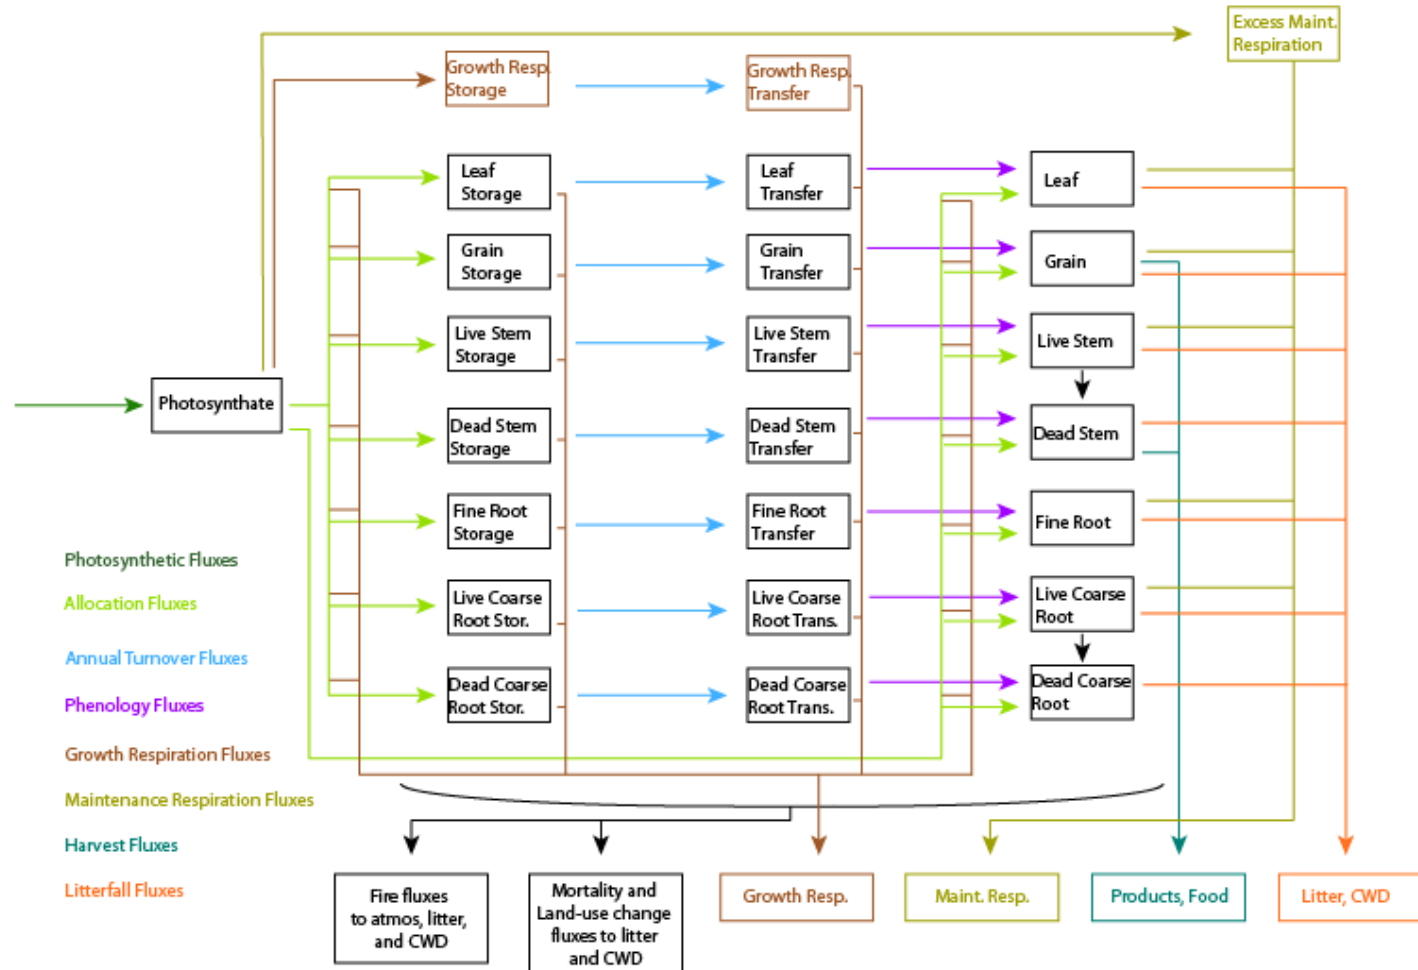 Excess Maint.
Respiration
Growth Resp.
Storage
Growth Resp.
Transfer
Leaf
Storage
Leaf
Transfer
Leaf
Grain
Storage
Grain
Transfer
Grain
Live Stem
Storage
Live Stem
Transfer
Live Stem
Photosynthate
Dead Stem
Storage
Dead Stem
Transfer
Dead Stem
Fine Root
Storage
Fine Root
Transfer
Fine Root
Live Coarse
Root Stor.
Live Coarse
Root Trans.
Live Coarse
Root
Dead Coarse
Root Stor.
Dead Coarse
Root Trans.
Dead Coarse
Root
Photosynthetic Fluxes
Allocation Fluxes
Annual Turnover Fluxes
Phenology Fluxes
Growth Respiration Fluxes
Maintenance Respiration Fluxes
Harvest Fluxes
Litterfall Fluxes
Fire fluxes
to atmos, litter,
and CWD
Mortality and
Land-use change
fluxes to litter
and CWD
Growth Resp.
Maint. Resp.
Products, Food
Litter, CWD